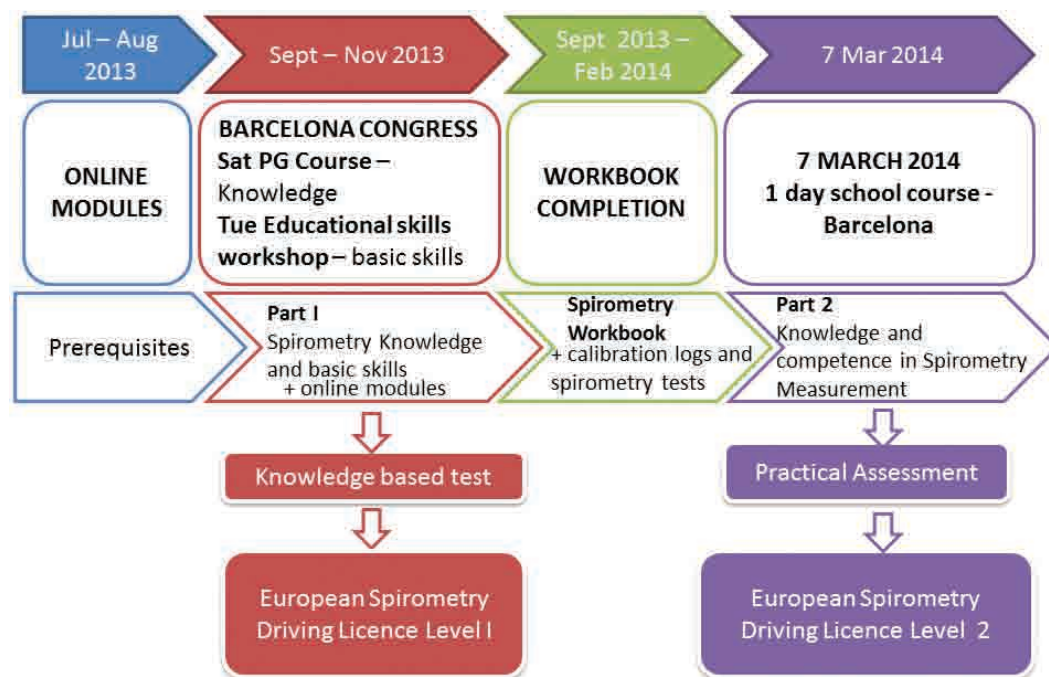 Jul – Aug
2013
Sept – Nov 2013
Sept 2013 –
Feb 2014
7 Mar 2014
ONLINE
MODULES
BARCELONA CONGRESS
Sat PG Course –
Knowledge
Tue Educational skills
workshop – basic skills
WORKBOOK
COMPLETION
7 MARCH 2014
1 day school course -
Barcelona
Prerequisites
Part I
Spirometry Knowledge
and basic skills
+ online modules
Spirometry
Workbook
+ calibration logs and
spirometry tests
Part 2
Knowledge and
competence in Spirometry
Measurement
Knowledge based test
Practical Assessment
European Spirometry
Driving Licence Level I
European Spirometry
Driving Licence Level 2